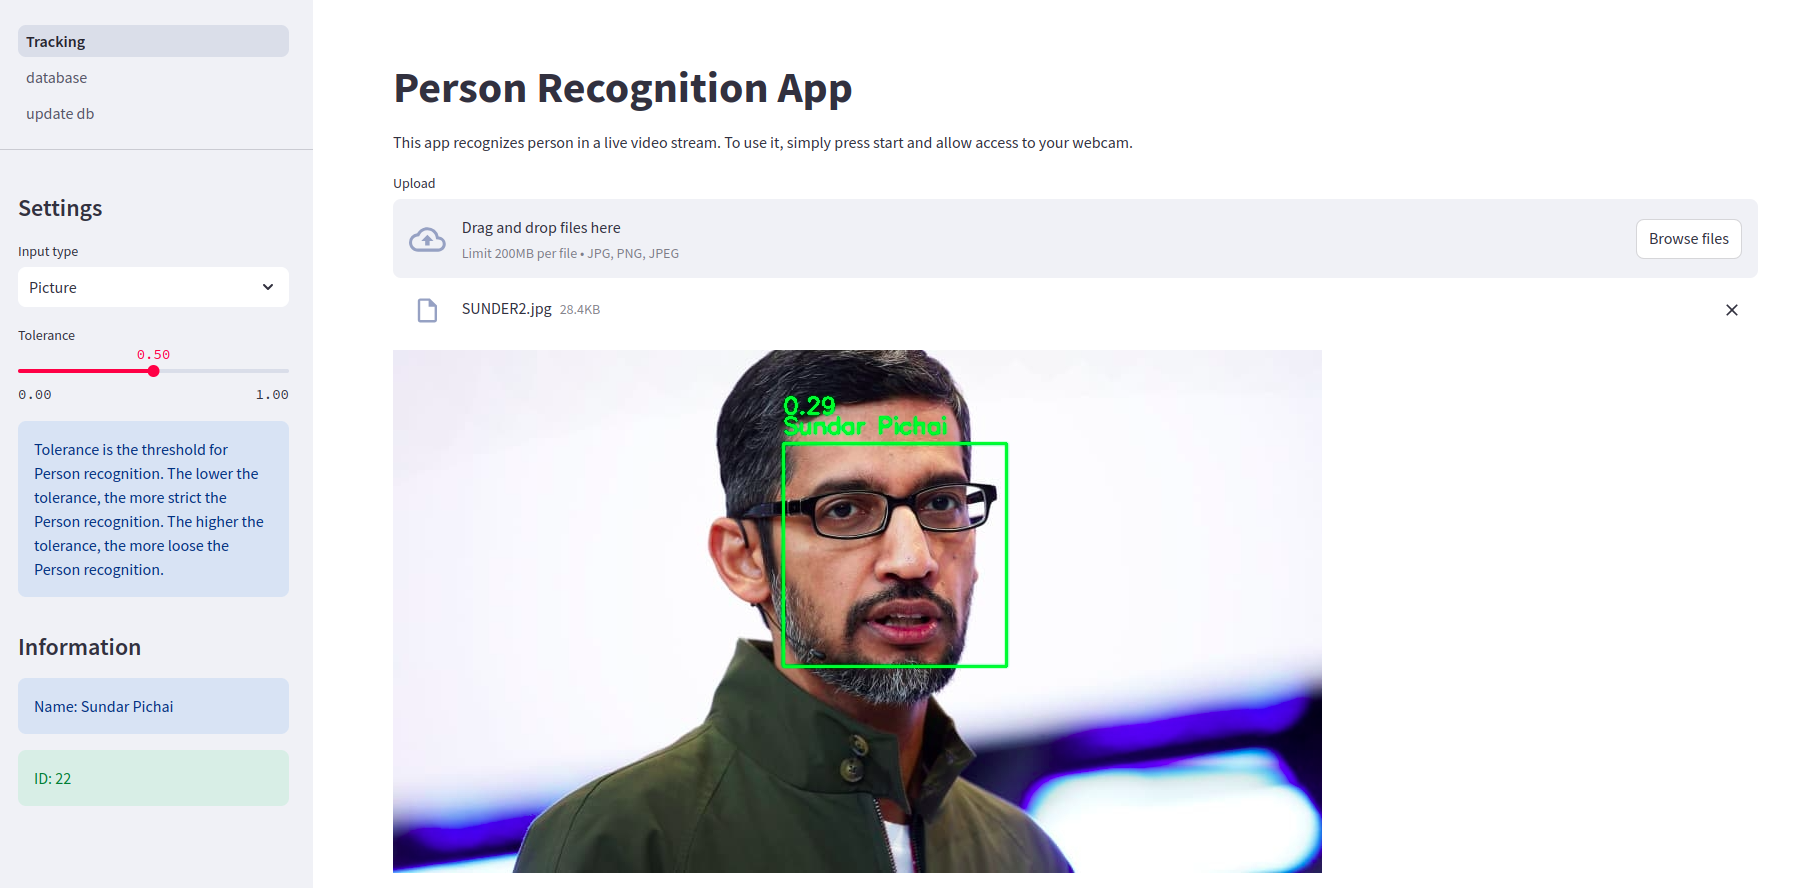 Tracking
database
update db
Settings
Input type
Picture
Tolerance
0.50
0.00 1.00
Tolerance is the threshold for
Person recognition. The lower the
tolerance, the more strict the
Person recognition. The higher the
tolerance, the more loose the
Person recognition.
Information
Name: Sundar Pichai
ID: 22
Person Recognition App
This app recognizes person in a live video stream. To use it, simply press start and allow access to your webcam.
Upload
Drag and drop files here
Limit 200MB per file • JPG, PNG, JPEG
Browse files
SUNDER2.jpg 28.4KB
0.29
Sundar Pichai